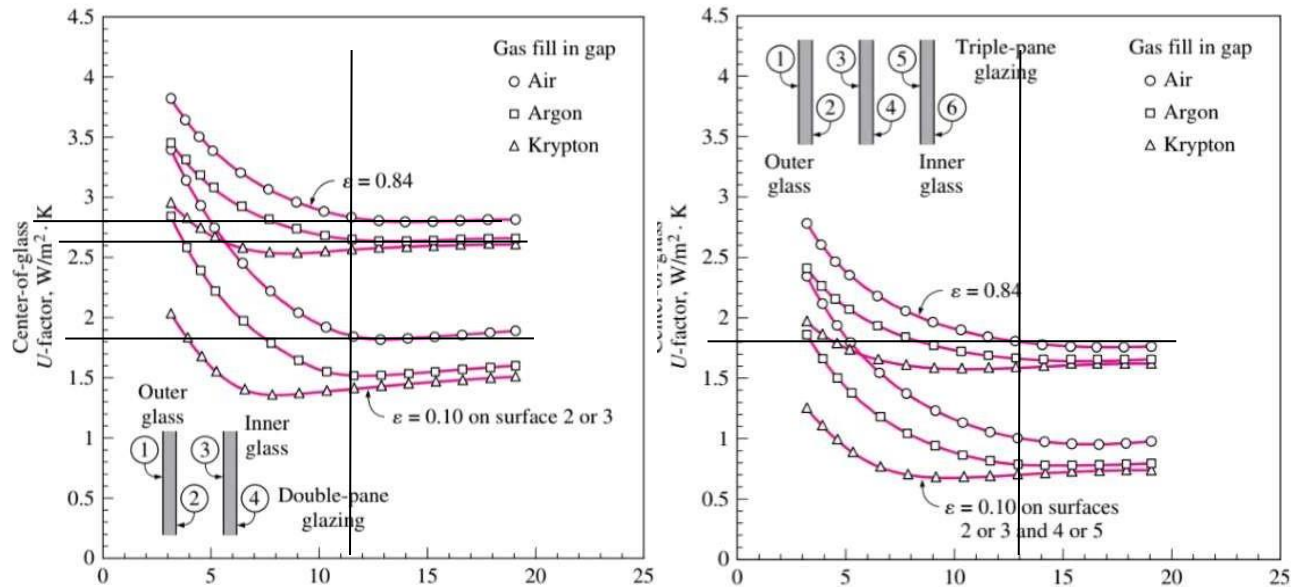 4.5
4
3.5
3
2.5
2
1.5
1
0.5
0
0
5
10
15
20
25
Center-of-glass
U-factor, W/m² · K
Gas fill in gap
Air
Argon
Krypton
ε = 0.84
ε = 0.10 on surface 2 or 3
Outer
glass
Inner
glass
1
2
3
4
Double-pane
glazing
4.5
4
3.5
3
2.5
2
1.5
1
0.5
0
0
5
10
15
20
25
Center-of-glass
U-factor, W/m² · K
1
2
3
4
5
6
Triple-pane
glazing
Outer
glass
Inner
glass
Gas fill in gap
Air
Argon
Krypton
ε = 0.84
ε = 0.10 on surfaces
2 or 3 and 4 or 5